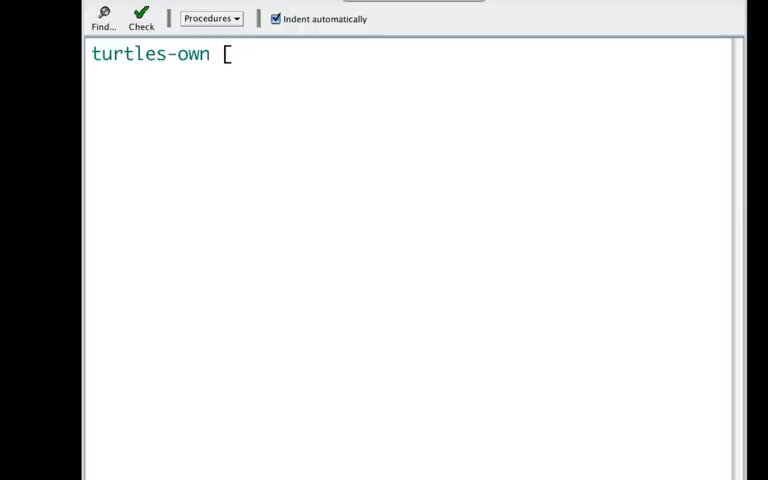 Find... Check Procedures Indent automatically
turtles-own [